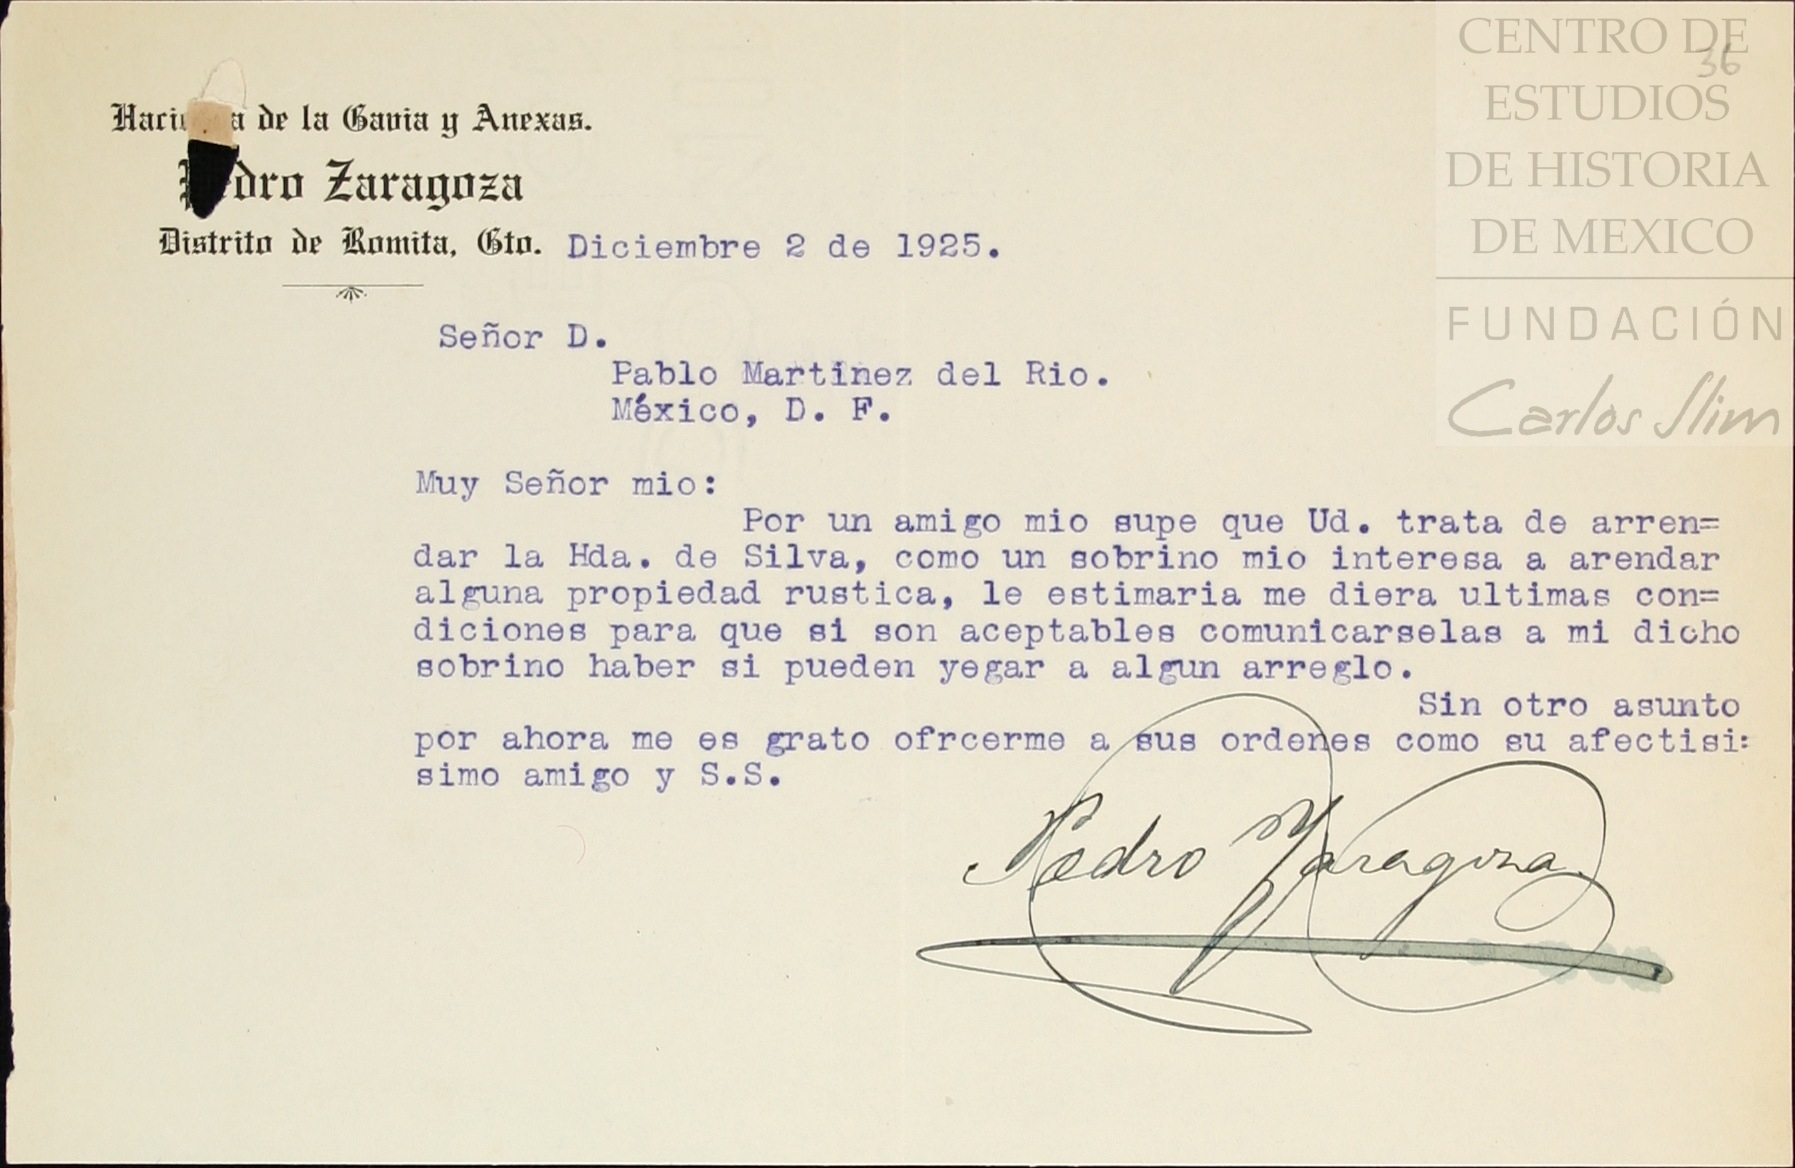 36
Hacienda de la Gavia y Anexas.
Pedro Zaragoza
Distrito de Romita, Gto. Diciembre 2 de 1925.
Señor D.
Pablo Martinez del Rio.
México, D. F.
Muy Señor mio:
Por un amigo mio supe que Ud. trata de arren=
dar la Hda. de Silva, como un sobrino mio interesa a arendar
alguna propiedad rustica, le estimaria me diera ultimas con=
diciones para que si son aceptables comunicarselas a mi dicho
sobrino haber si pueden yegar a algun arreglo.
Sin otro asunto
por ahora me es grato ofrcerme a sus ordenes como su afectisi:
simo amigo y S.S.
Pedro Zaragoza.
CENTRO DE
ESTUDIOS
DE HISTORIA
DE MEXICO
FUNDACIÓN
Carlos Slim